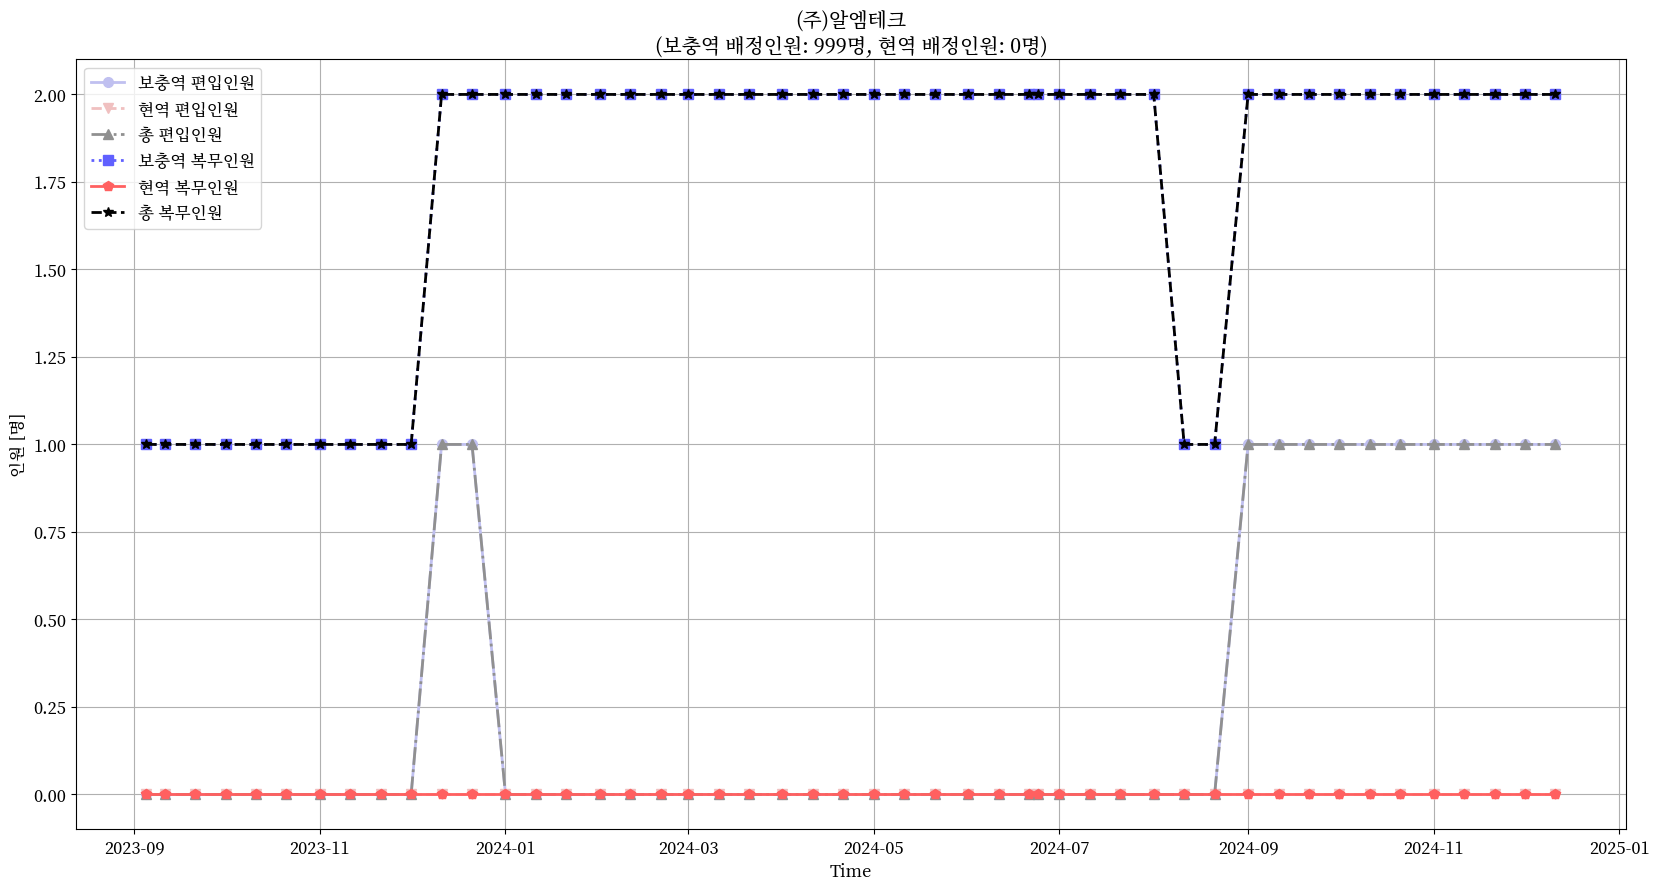 (주)알엠테크
(보충역 배정인원: 999명, 현역 배정인원: 0명)
보충역 편입인원
현역 편입인원
총 편입인원
보충역 복무인원
현역 복무인원
총 복무인원
2.00
1.75
1.50
1.25
1.00
0.75
0.50
0.25
0.00
인원 [명]
2023-09
2023-11
2024-01
2024-03
2024-05
2024-07
2024-09
2024-11
2025-01
Time